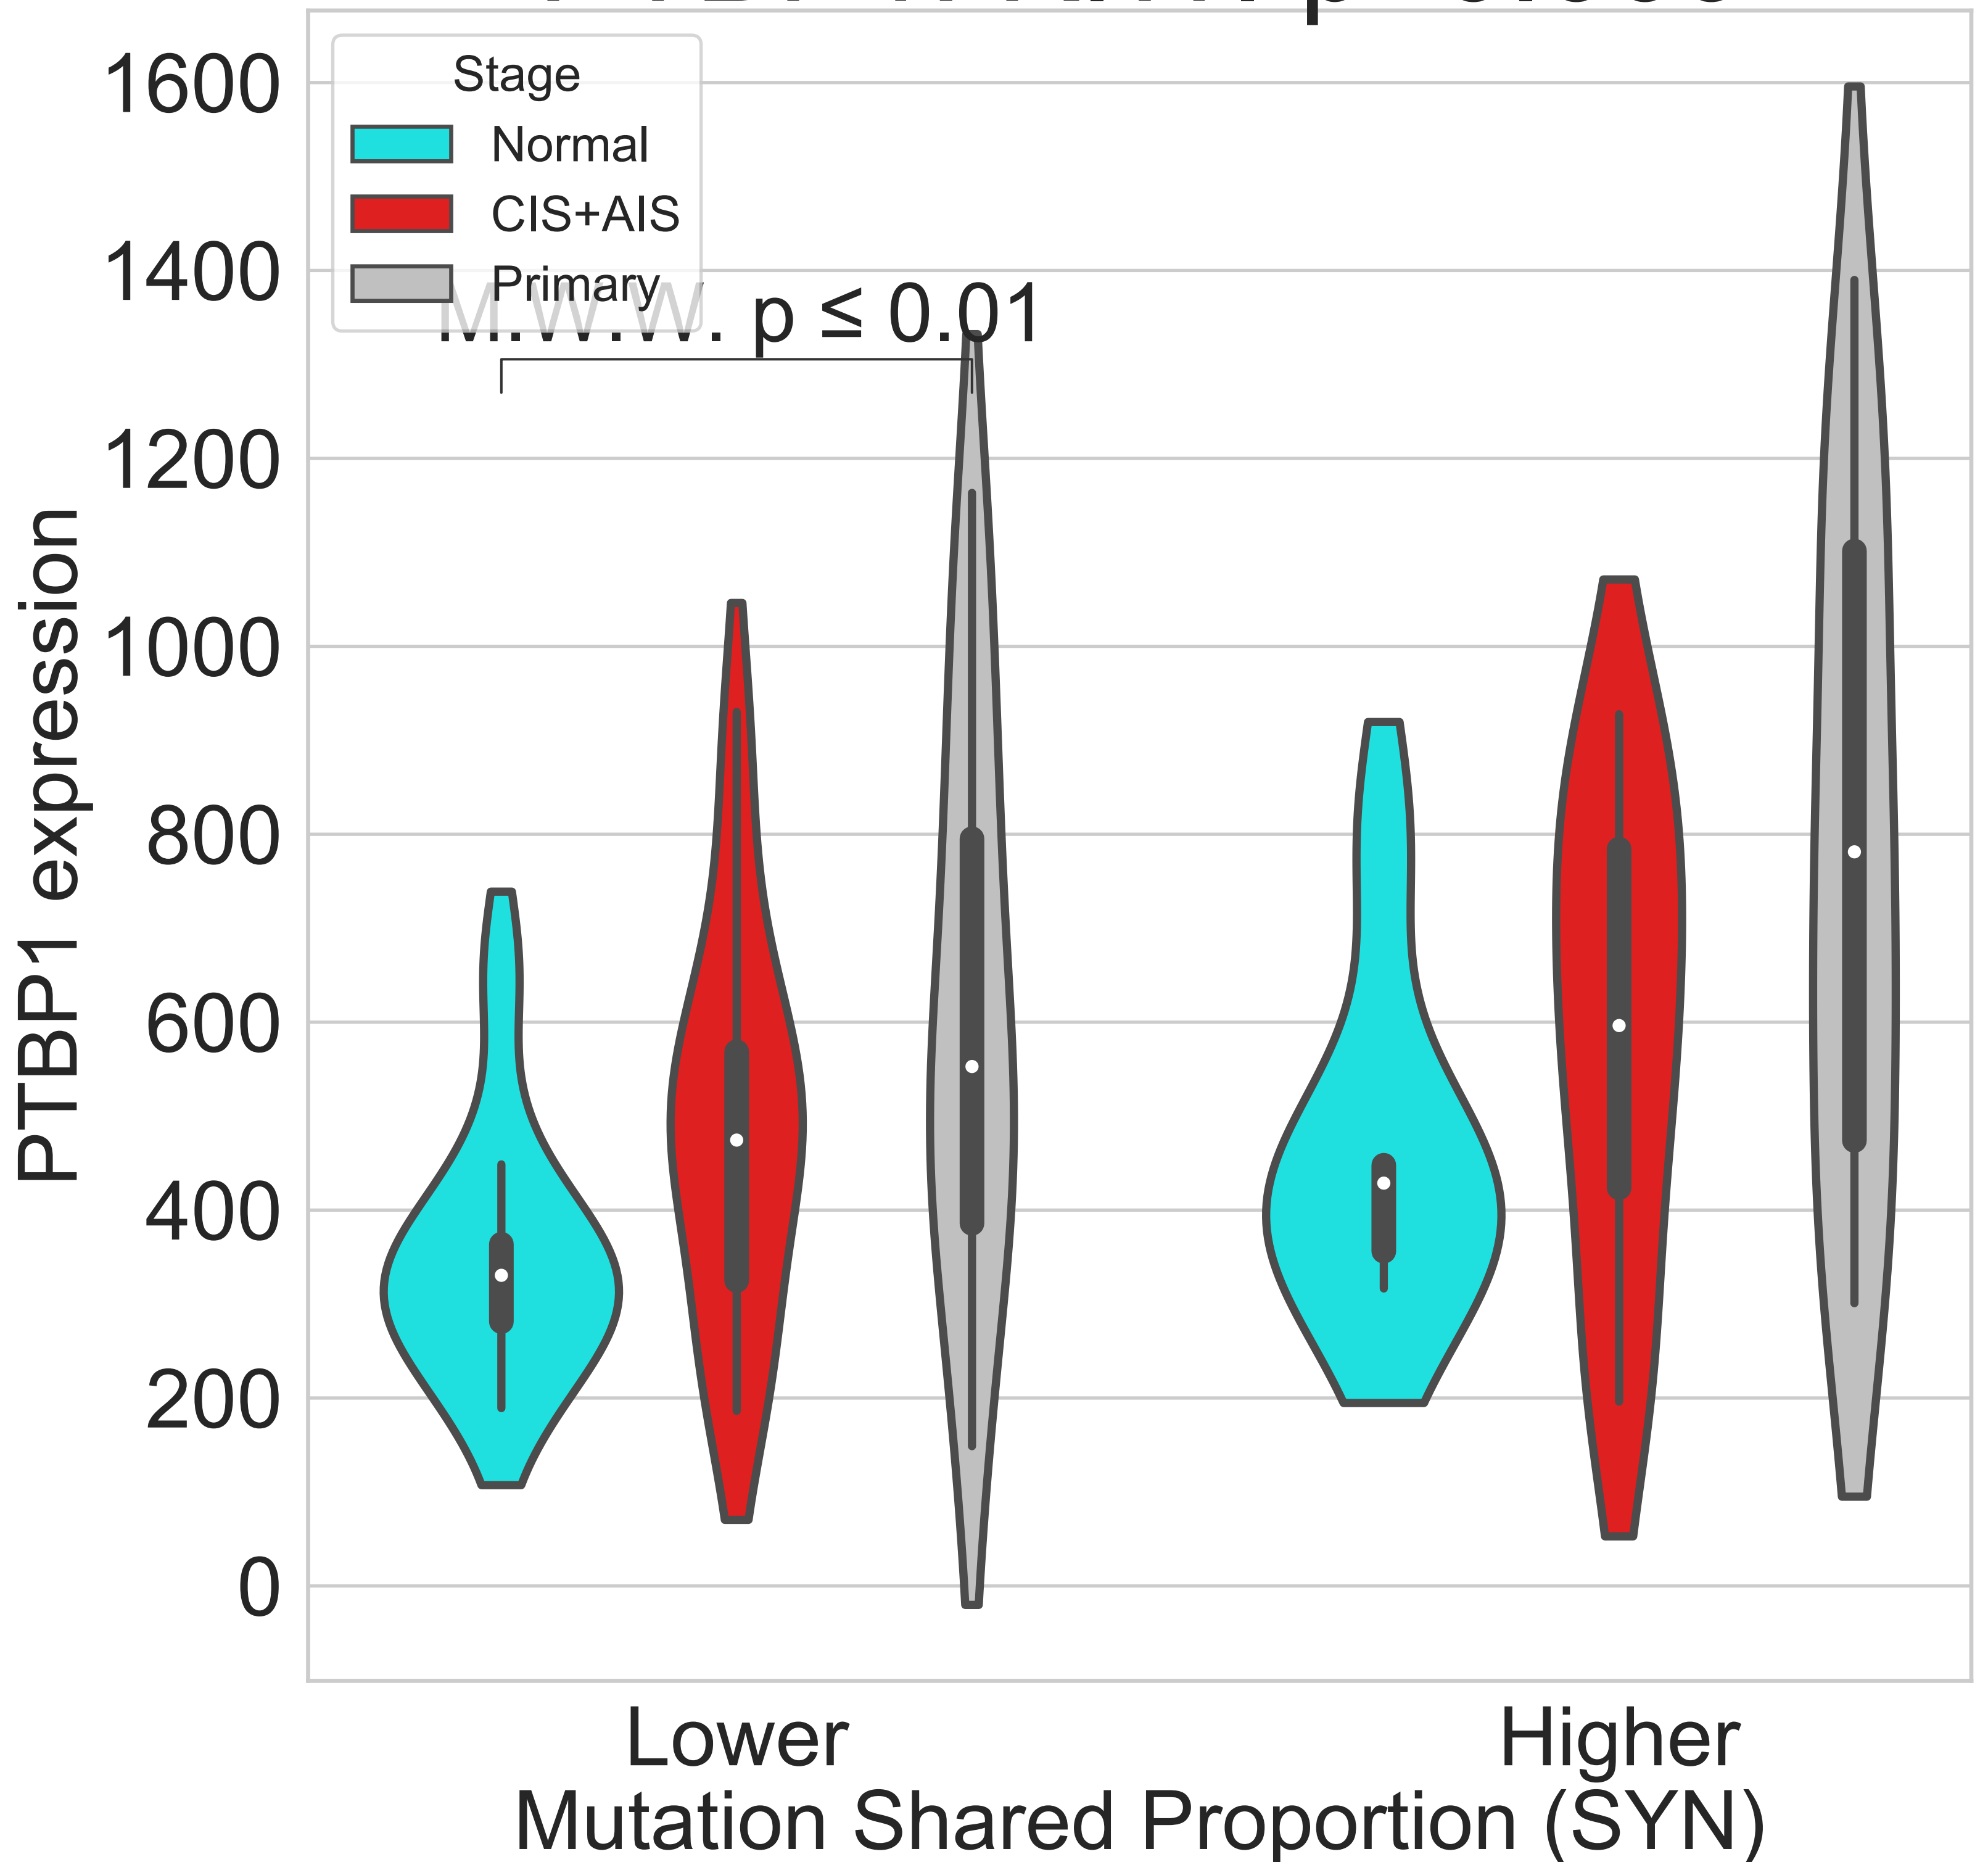 Stage
Normal
CIS+AIS
Primary
M.W.W. p ≤ 0.01
1600
1400
1200
1000
800
600
400
200
0
PTBP1 expression
Lower
Higher
Mutation Shared Proportion (SYN)